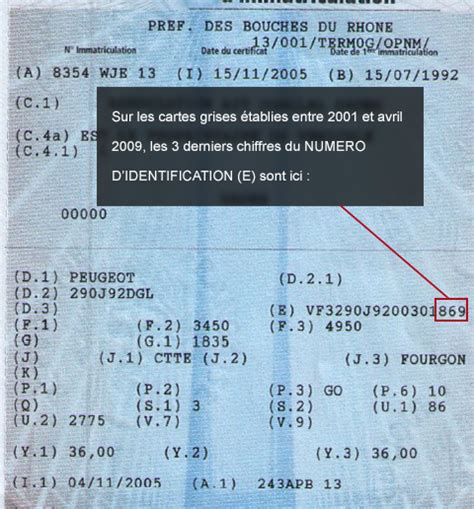 d'immatriculation
PREF. DES BOUCHES DU RHONE
13/001/TERM0G/OPNM/
N° Immatriculation Date du certificat Date de 1ère immatriculation
(A) 8354 WJE 13 (I) 15/11/2005 (B) 15/07/1992
(C.1)
(C.4a) ES
(C.4.1)
Sur les cartes grises établies entre 2001 et avril
2009, les 3 derniers chiffres du NUMERO
D'IDENTIFICATION (E) sont ici :
00000
(D.1) PEUGEOT (D.2.1)
(D.2) 290J92DGL
(D.3) (E) VF3290J9200301869
(F.1) (F.2) 3450 (F.3) 4950
(G) (G.1) 1835
(J) (J.1) CTTE (J.2) (J.3) FOURGON
(K)
(P.1) (P.2) (P.3) GO (P.6) 10
(Q) (S.1) 3 (S.2) (U.1) 86
(U.2) 2775 (V.7) (V.9)
(Y.1) 36,00 (Y.2) (Y.3) 36,00
(I.1) 04/11/2005 (A.1) 243APB 13